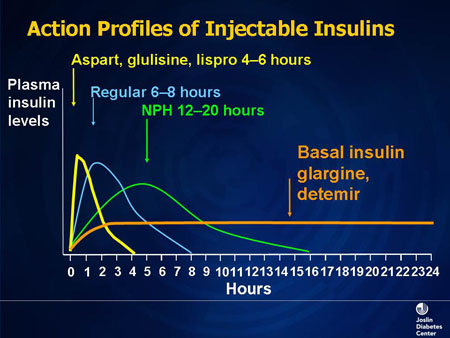 Action Profiles of Injectable Insulins
Aspart, glulisine, lispro 4–6 hours
Plasma
insulin
levels
Regular 6–8 hours
NPH 12–20 hours
Basal insulin
glargine,
detemir
0 1 2 3 4 5 6 7 8 9 10 11 12 13 14 15 16 17 18 19 20 21 22 23 24
Hours
Joslin
Diabetes
Center